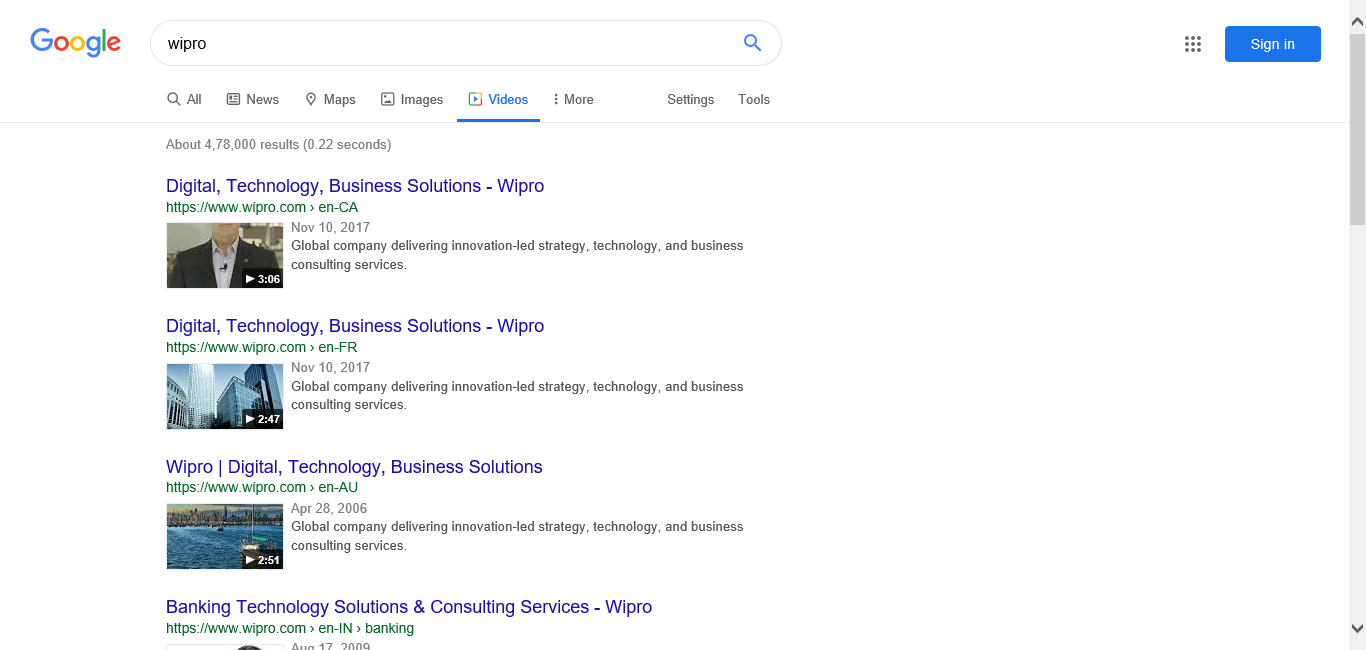 Google
wipro
Sign in
All News Maps Images Videos More Settings Tools
About 4,78,000 results (0.22 seconds)
Digital, Technology, Business Solutions - Wipro
https://www.wipro.com › en-CA
Nov 10, 2017
Global company delivering innovation-led strategy, technology, and business
consulting services.
3:06
Digital, Technology, Business Solutions - Wipro
https://www.wipro.com › en-FR
Nov 10, 2017
Global company delivering innovation-led strategy, technology, and business
consulting services.
2:47
Wipro | Digital, Technology, Business Solutions
https://www.wipro.com › en-AU
Apr 28, 2006
Global company delivering innovation-led strategy, technology, and business
consulting services.
2:51
Banking Technology Solutions & Consulting Services - Wipro
https://www.wipro.com › en-IN › banking
Aug 17, 2009